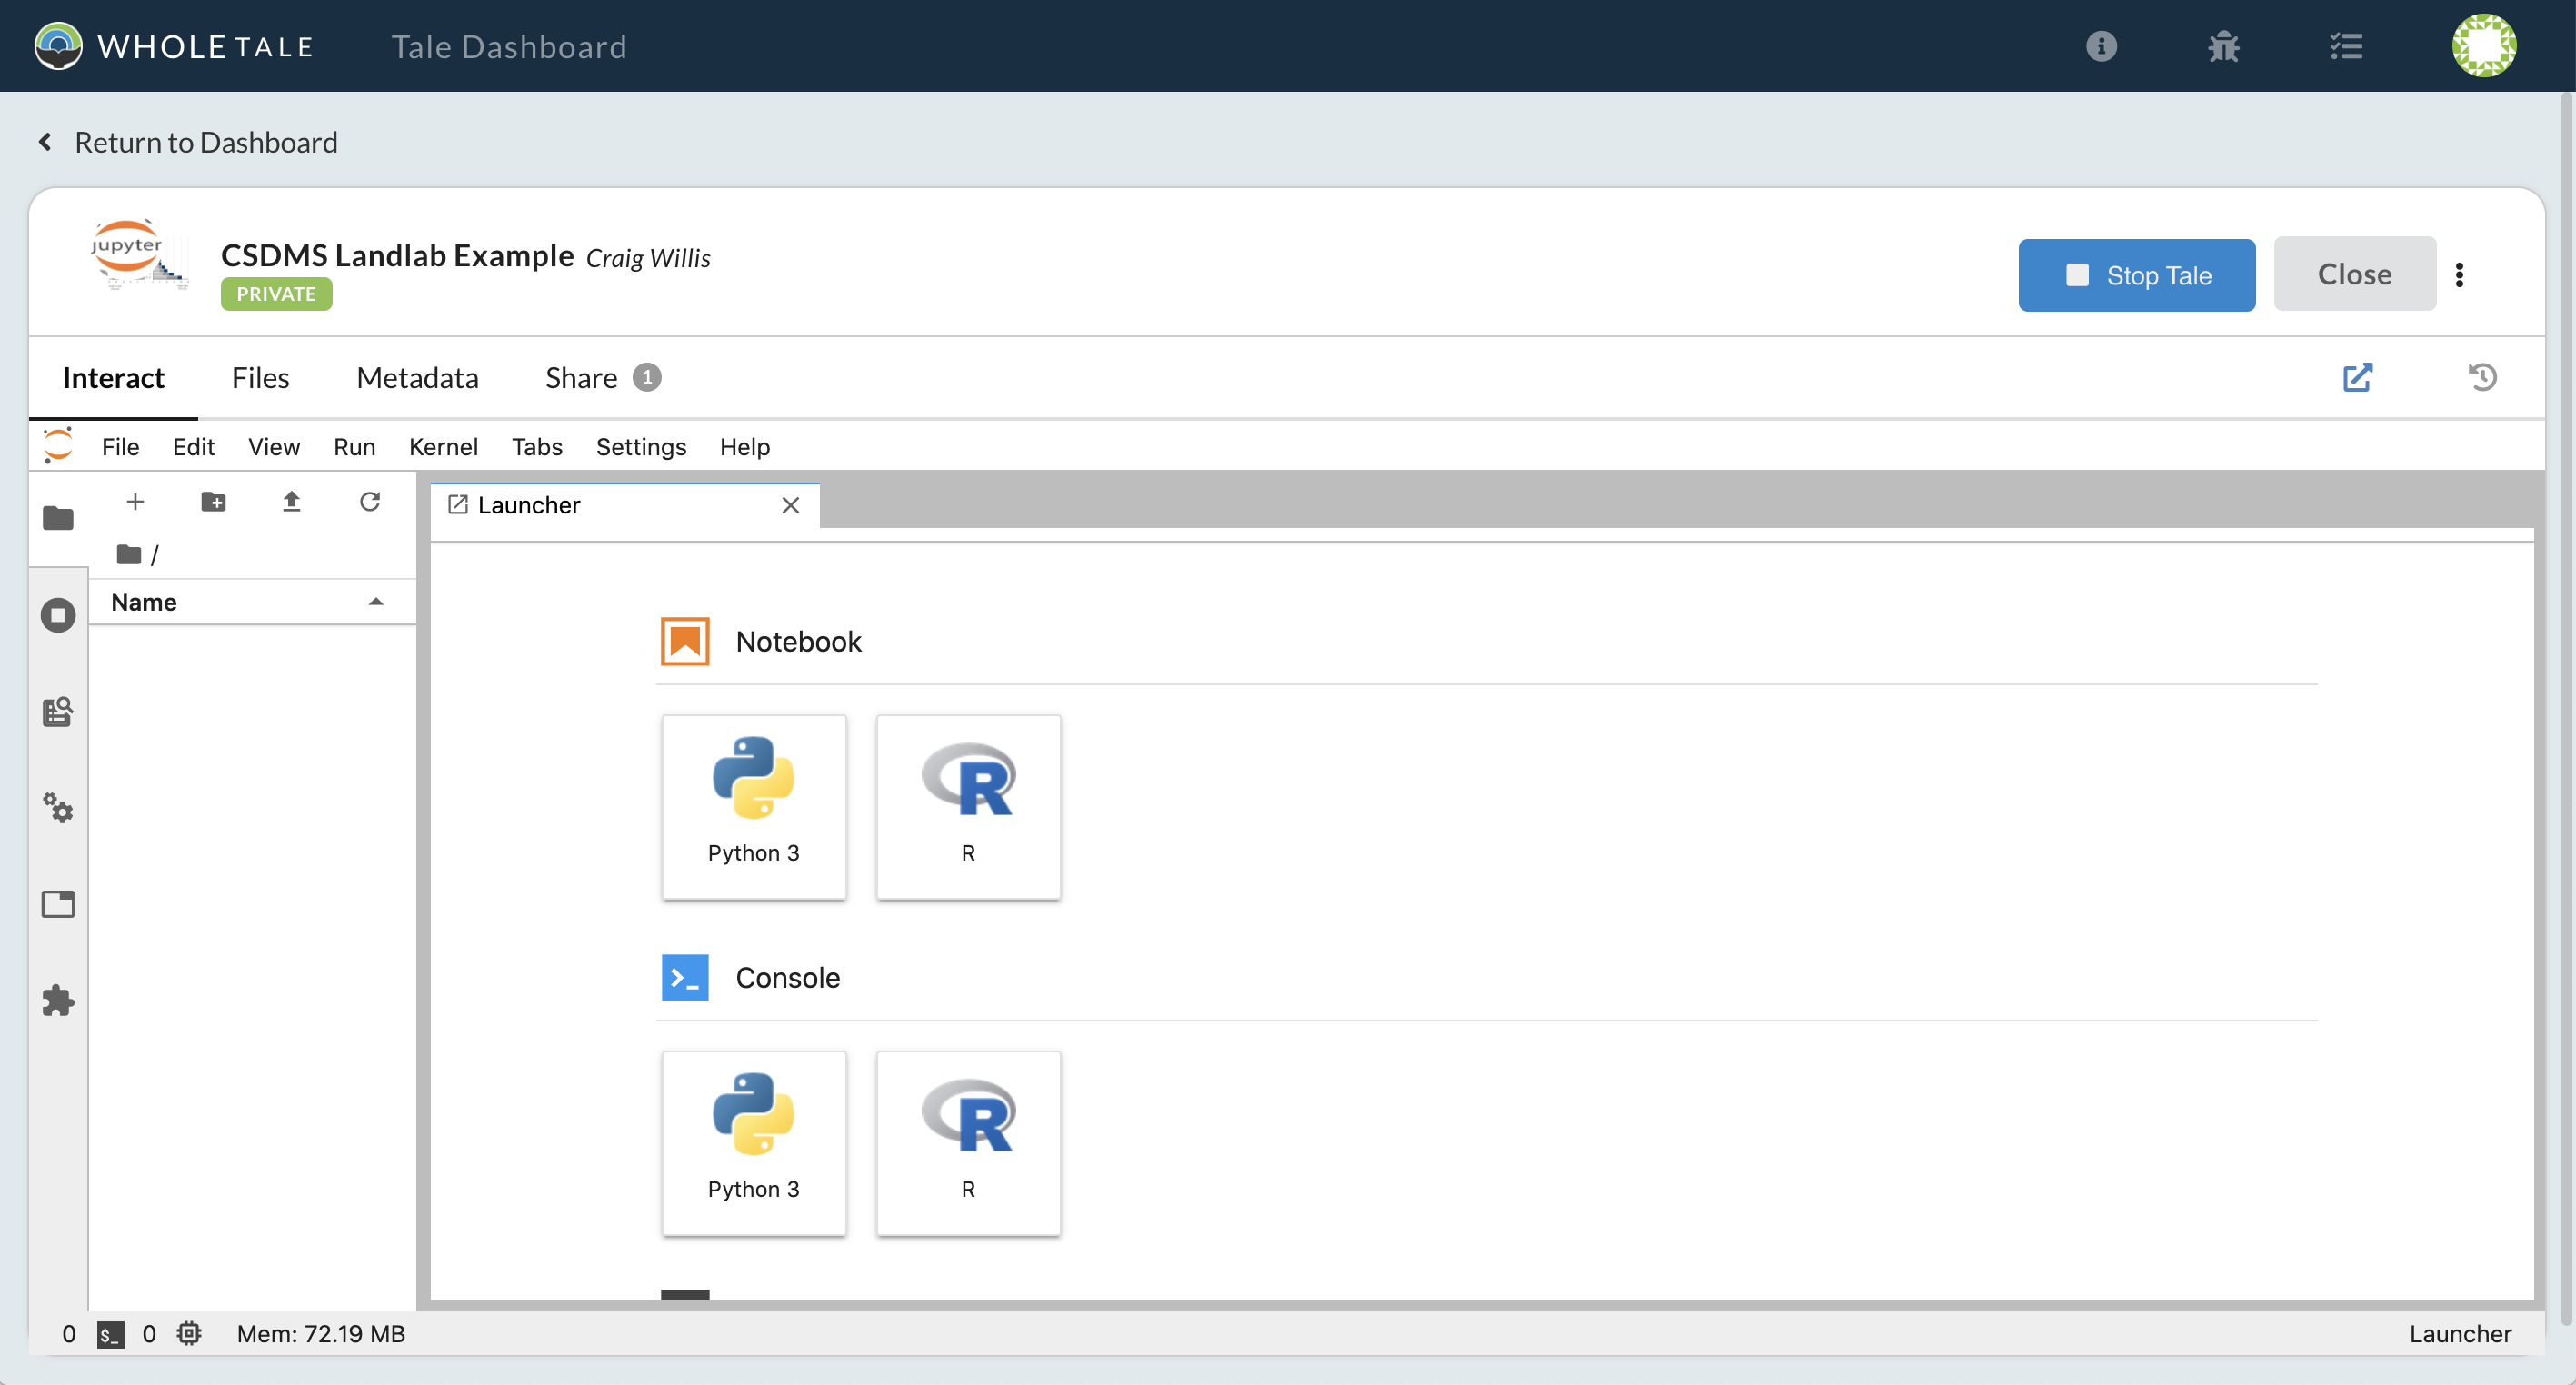 WHOLE TALE
Tale Dashboard
Return to Dashboard
jupyter
CSDMS Landlab Example Craig Willis
PRIVATE
Stop Tale
Close
Interact
Files
Metadata
Share 1
File
Edit
View
Run
Kernel
Tabs
Settings
Help
Launcher
/
Name
Notebook
Python 3
R
Console
Python 3
R
0
$_
0
Mem: 72.19 MB
Launcher